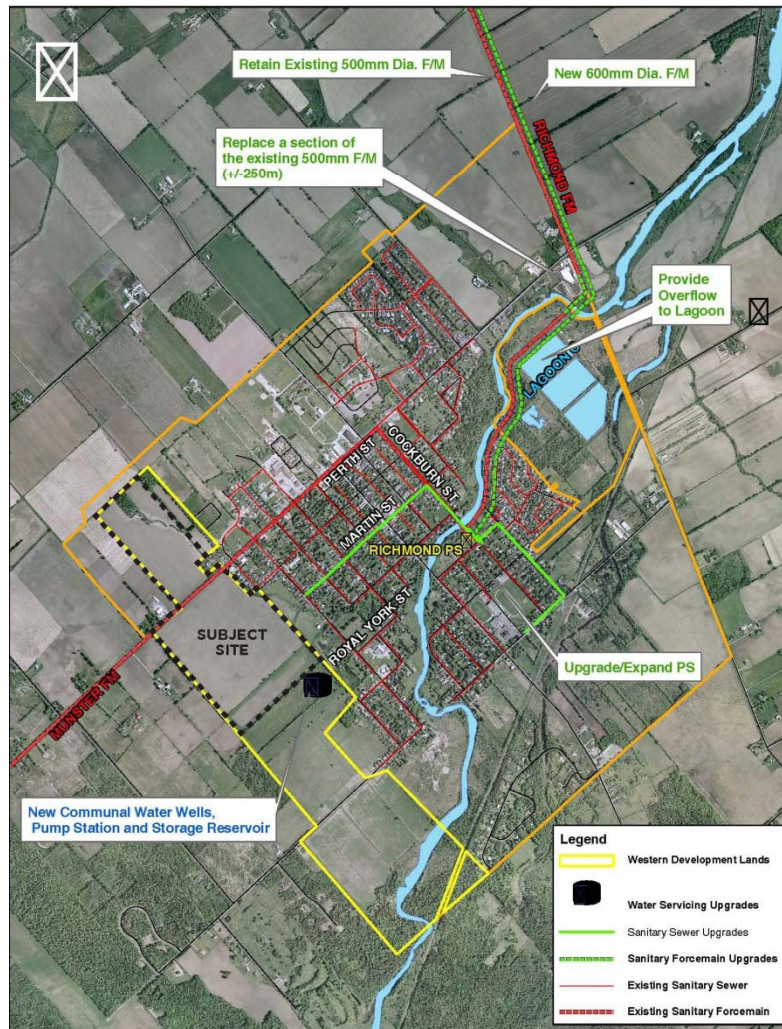 Retain Existing 500mm Dia. F/M
New 600mm Dia. F/M
RICHMOND FM
Replace a section of
the existing 500mm F/M
(+/-250m)
Provide
Overflow
to Lagoon
LAGOON
PERTH ST
COCKBURN ST
MARTIN ST
RICHMOND PS
ROYAL YORK ST
SUBJECT
SITE
Upgrade/Expand PS
MUNSTER FM
New Communal Water Wells,
Pump Station and Storage Reservoir
Legend
Western Development Lands
Water Servicing Upgrades
Sanitary Sewer Upgrades
Sanitary Forcemain Upgrades
Existing Sanitary Sewer
Existing Sanitary Forcemain